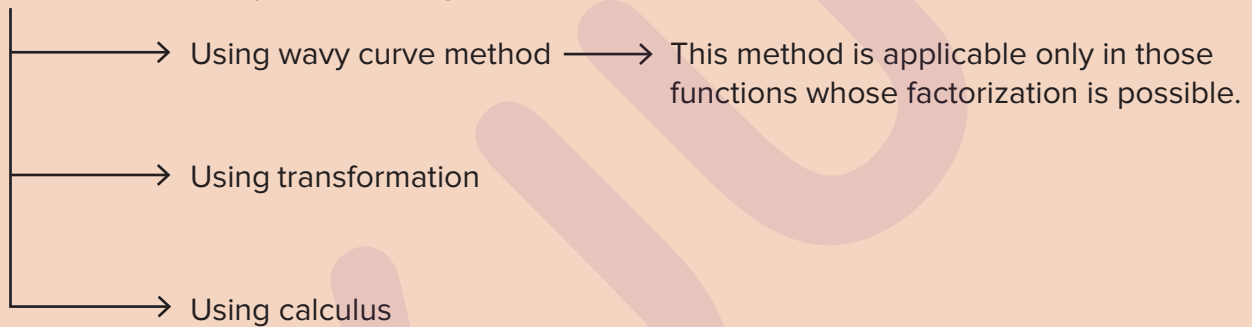 Using wavy curve method This method is applicable only in those
functions whose factorization is possible.
Using transformation
Using calculus